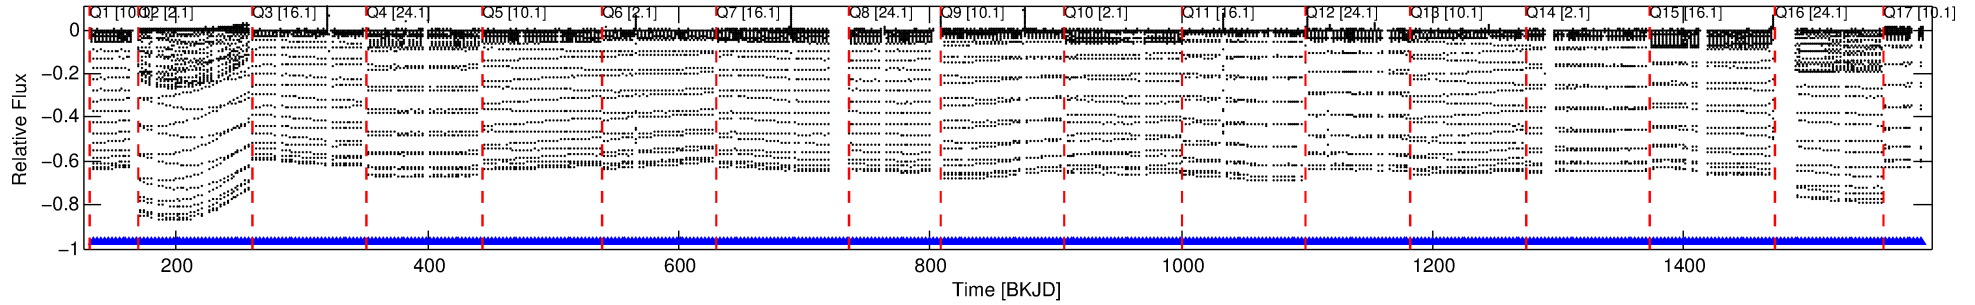 Q1 [10.1] Q2 [2.1] Q3 [16.1] Q4 [24.1] Q5 [10.1] Q6 [2.1] Q7 [16.1] Q8 [24.1] Q9 [10.1] Q10 [2.1] Q11 [16.1] Q12 [24.1] Q13 [10.1] Q14 [2.1] Q15 [16.1] Q16 [24.1] Q17 [10.1]
0
−0.2
−0.4
−0.6
−0.8
−1
Relative Flux
200 400 600 800 1000 1200 1400
Time [BKJD]